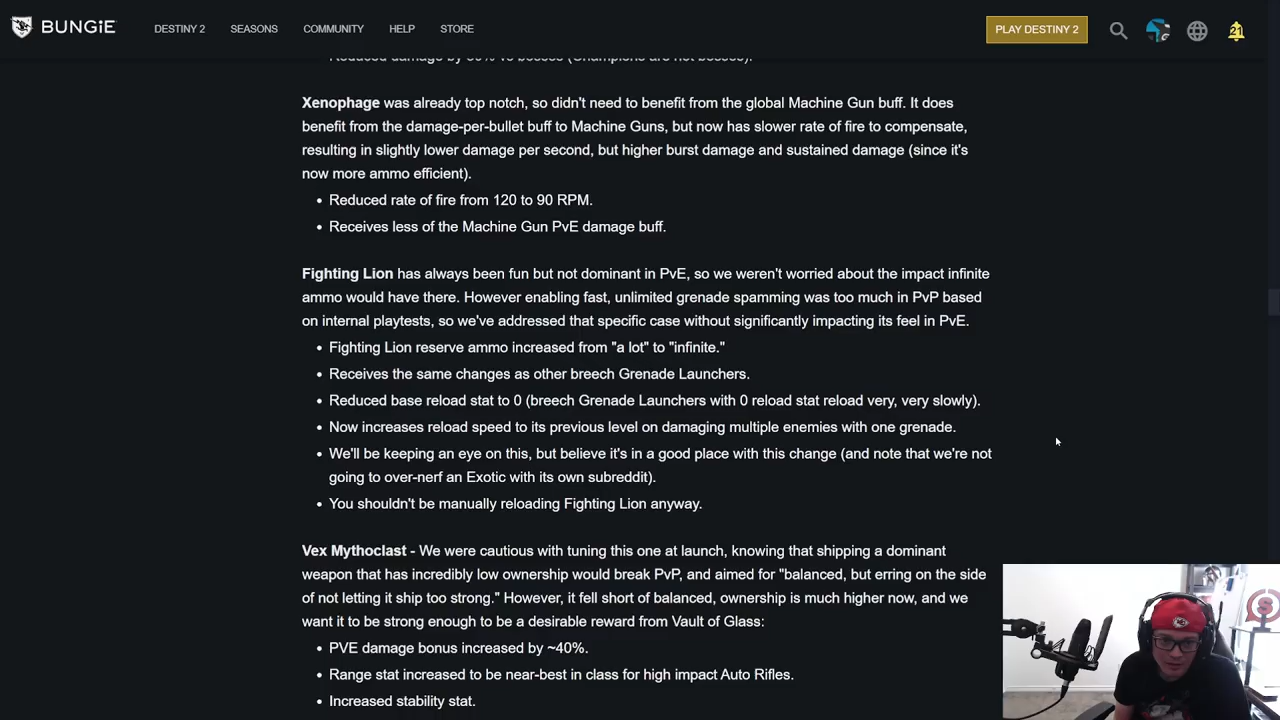 BUNGiE
DESTINY 2
SEASONS
COMMUNITY
HELP
STORE
PLAY DESTINY 2
21
Reduced damage by 30% vs bosses (Champions are not bosses).
Xenophage was already top notch, so didn't need to benefit from the global Machine Gun buff. It does
benefit from the damage-per-bullet buff to Machine Guns, but now has slower rate of fire to compensate,
resulting in slightly lower damage per second, but higher burst damage and sustained damage (since it's
now more ammo efficient).
• Reduced rate of fire from 120 to 90 RPM.
• Receives less of the Machine Gun PvE damage buff.
Fighting Lion has always been fun but not dominant in PvE, so we weren't worried about the impact infinite
ammo would have there. However enabling fast, unlimited grenade spamming was too much in PvP based
on internal playtests, so we've addressed that specific case without significantly impacting its feel in PvE.
• Fighting Lion reserve ammo increased from "a lot" to "infinite."
• Receives the same changes as other breech Grenade Launchers.
• Reduced base reload stat to 0 (breech Grenade Launchers with 0 reload stat reload very, very slowly).
• Now increases reload speed to its previous level on damaging multiple enemies with one grenade.
• We'll be keeping an eye on this, but believe it's in a good place with this change (and note that we're not
going to over-nerf an Exotic with its own subreddit).
• You shouldn't be manually reloading Fighting Lion anyway.
Vex Mythoclast - We were cautious with tuning this one at launch, knowing that shipping a dominant
weapon that has incredibly low ownership would break PvP, and aimed for "balanced, but erring on the side
of not letting it ship too strong." However, it fell short of balanced, ownership is much higher now, and we
want it to be strong enough to be a desirable reward from Vault of Glass:
• PVE damage bonus increased by ~40%.
• Range stat increased to be near-best in class for high impact Auto Rifles.
• Increased stability stat.